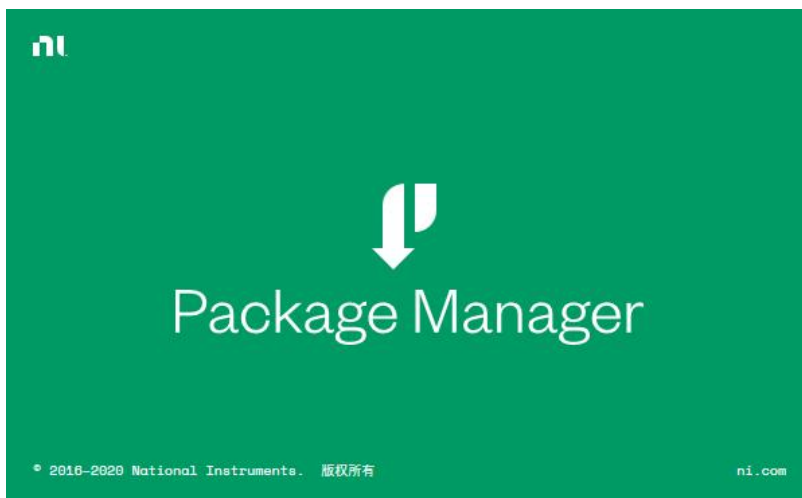 ni
Package Manager
© 2016–2020 National Instruments. 版权所有
ni.com